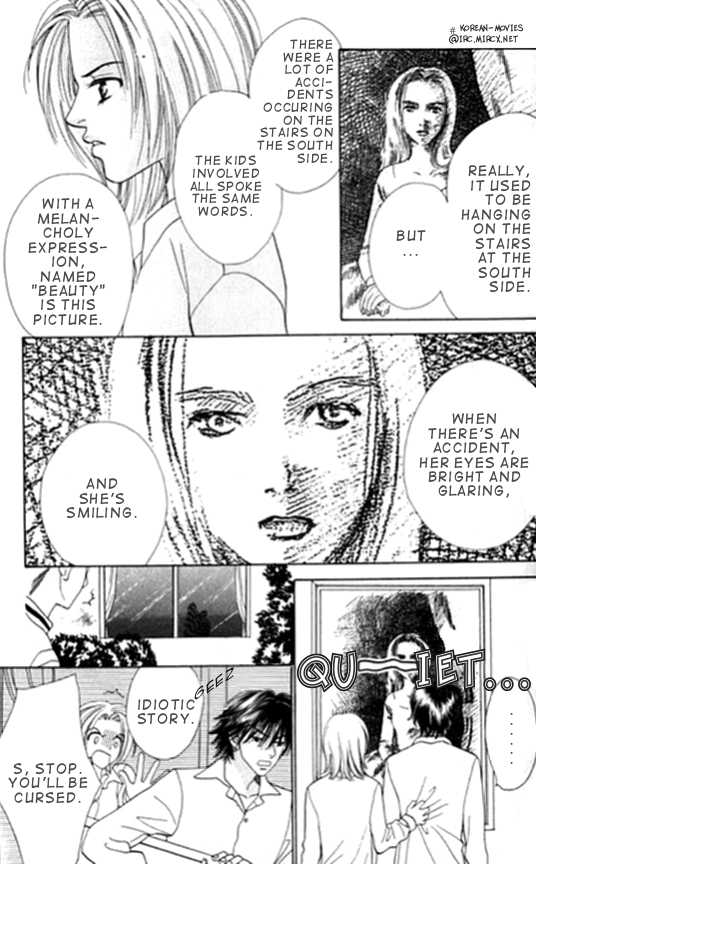 # KOREAN-MOVIES
@IRC.MIRCX.NET
REALLY,
IT USED
TO BE
HANGING
ON THE
STAIRS
AT THE
SOUTH
SIDE.
BUT
...
THERE
WERE A
LOT OF
ACCI-
DENTS
OCCURING
ON THE
STAIRS ON
THE SOUTH
SIDE.
THE KIDS
INVOLVED
ALL SPOKE
THE SAME
WORDS.
WITH A
MELAN-
CHOLY
EXPRESS-
ION,
NAMED
"BEAUTY"
IS THIS
PICTURE.
WHEN
THERE'S AN
ACCIDENT,
HER EYES ARE
BRIGHT AND
GLARING,
AND
SHE'S
SMILING.
QU~~IET...
......
GEEZ
IDIOTIC
STORY.
S, STOP.
YOU'LL BE
CURSED.